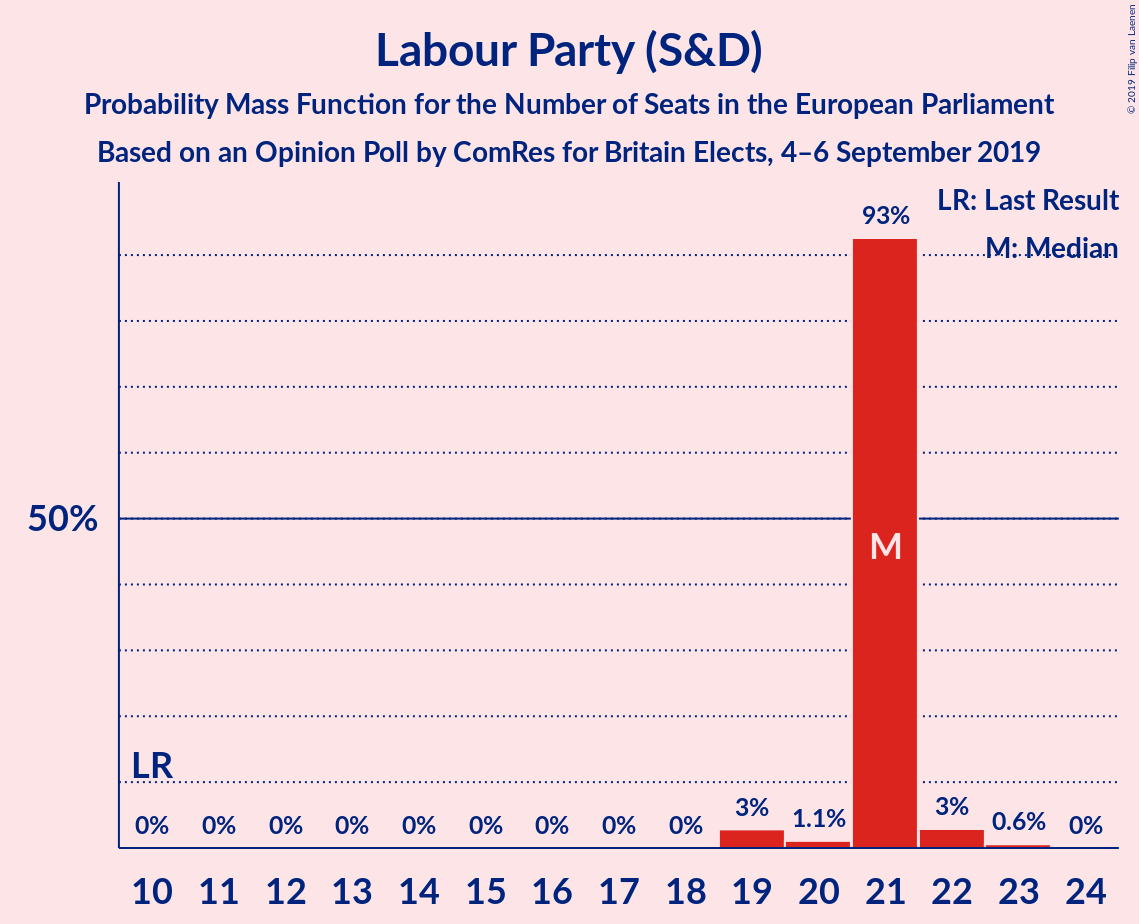 Labour Party (S&D)
Probability Mass Function for the Number of Seats in the European Parliament
Based on an Opinion Poll by ComRes for Britain Elects, 4–6 September 2019
© 2019 Filip van Laenen
LR: Last Result
M: Median
93%
50%
M
LR
0% 0% 0% 0% 0% 0% 0% 0% 0% 3% 1.1% 3% 0.6% 0%
10 11 12 13 14 15 16 17 18 19 20 21 22 23 24